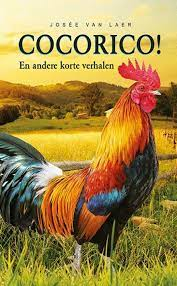 JOSÉE VAN LAER
COCORICO!
En andere korte verhalen